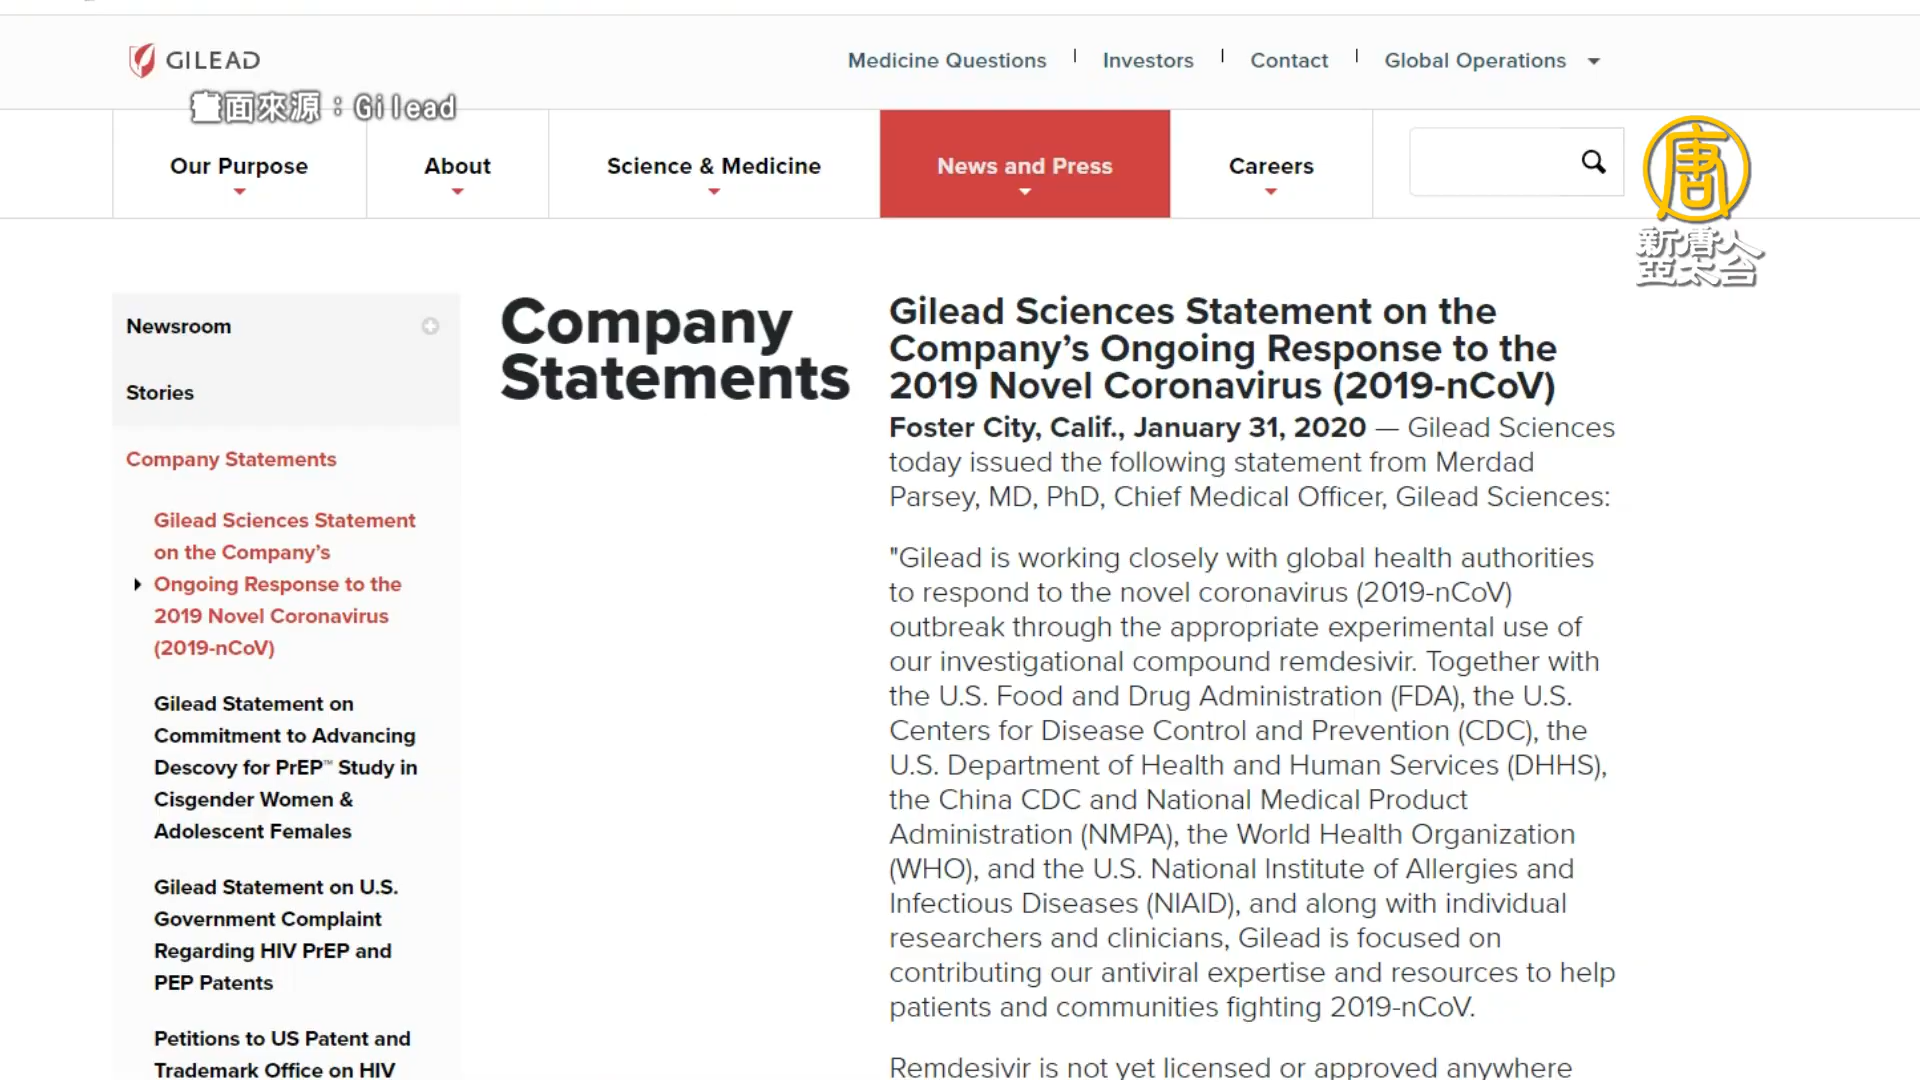 GILEAD
Medicine Questions
Investors
Contact
Global Operations
畫面來源：Gilead
Our Purpose
About
Science & Medicine
News and Press
Careers
唐
新唐人
亞太台
Newsroom
Stories
Company Statements
Gilead Sciences Statement
on the Company’s
Ongoing Response to the
2019 Novel Coronavirus
(2019-nCoV)
Gilead Statement on
Commitment to Advancing
Descovy for PrEP™ Study in
Cisgender Women &
Adolescent Females
Gilead Statement on U.S.
Government Complaint
Regarding HIV PrEP and
PEP Patents
Petitions to US Patent and
Trademark Office on HIV
Company
Statements
Gilead Sciences Statement on the
Company’s Ongoing Response to the
2019 Novel Coronavirus (2019-nCoV)
Foster City, Calif., January 31, 2020 — Gilead Sciences
today issued the following statement from Merdad
Parsey, MD, PhD, Chief Medical Officer, Gilead Sciences:
"Gilead is working closely with global health authorities
to respond to the novel coronavirus (2019-nCoV)
outbreak through the appropriate experimental use of
our investigational compound remdesivir. Together with
the U.S. Food and Drug Administration (FDA), the U.S.
Centers for Disease Control and Prevention (CDC), the
U.S. Department of Health and Human Services (DHHS),
the China CDC and National Medical Product
Administration (NMPA), the World Health Organization
(WHO), and the U.S. National Institute of Allergies and
Infectious Diseases (NIAID), and along with individual
researchers and clinicians, Gilead is focused on
contributing our antiviral expertise and resources to help
patients and communities fighting 2019-nCoV.
Remdesivir is not yet licensed or approved anywhere